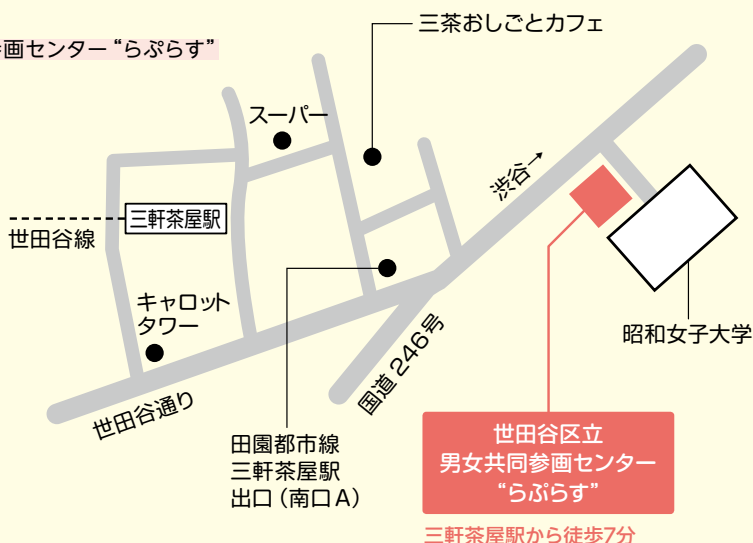 三茶おしごとカフェ
画センター “らぷらす”
スーパー
渋谷→
三軒茶屋駅
世田谷線
キャロット
タワー
昭和女子大学
国道246号
世田谷通り
田園都市線
三軒茶屋駅
出口（南口A）
世田谷区立
男女共同参画センター
“らぷらす”
三軒茶屋駅から徒歩7分